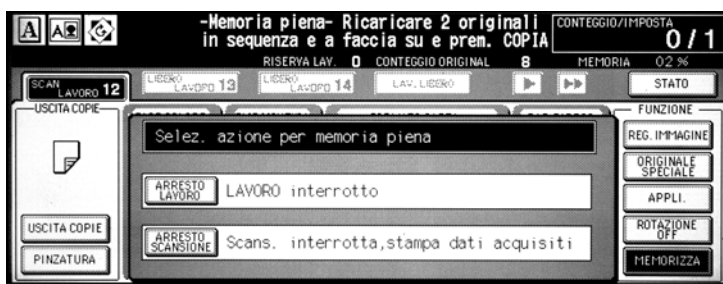 A A
-Memoria piena- Ricaricare 2 originali
in sequenza e a faccia su e prem. COPIA
CONTEGGIO/IMPOSTA
0/1
RISERVA LAV. 0 CONTEGGIO ORIGINAL 8 MEMORIA 02%
SCAN
LAVORO 12
LIBERO
LAVORO 13
LIBERO
LAVORO 14
LAV.LIBERO
STATO
USCITA COPIE
FUNZIONE
Selez. azione per memoria piena
REG. IMMAGINE
ORIGINALE
SPECIALE
ARRESTO
LAVORO
LAVORO interrotto
APPLI.
USCITA COPIE
ARRESTO
SCANSIONE
Scans. interrotta,stampa dati acquisiti
ROTAZIONE
OFF
PINZATURA
MEMORIZZA